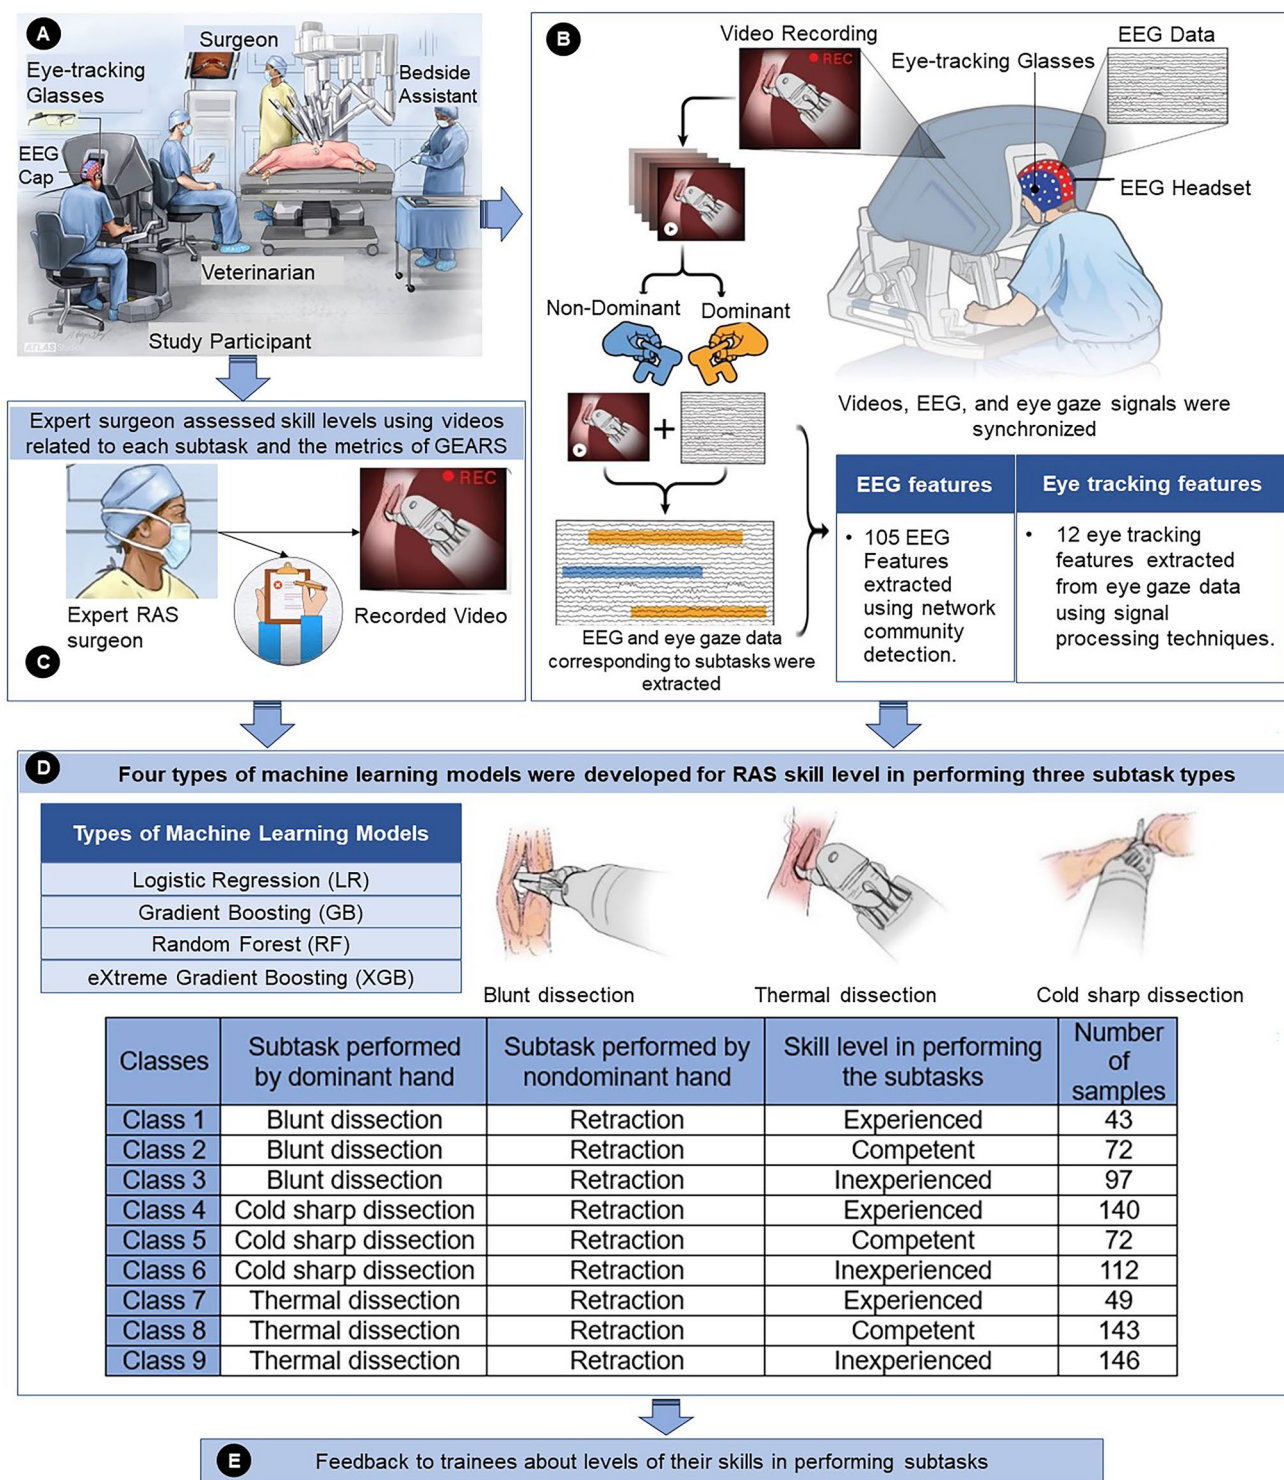 A
Surgeon
Eye-tracking
Glasses
Bedside
Assistant
EEG
Cap
Veterinarian
Study Participant
ATLAS Studios
B
Video Recording
REC
Eye-tracking Glasses
EEG Data
EEG Headset
Non-Dominant
Dominant
+
Videos, EEG, and eye gaze signals were
synchronized
EEG and eye gaze data
corresponding to subtasks were
extracted
EEG features
• 105 EEG
Features
extracted
using network
community
detection.
Eye tracking features
• 12 eye tracking
features extracted
from eye gaze data
using signal
processing techniques.
Expert surgeon assessed skill levels using videos
related to each subtask and the metrics of GEARS
REC
Expert RAS
surgeon
Recorded Video
C
D
Four types of machine learning models were developed for RAS skill level in performing three subtask types
Types of Machine Learning Models
Logistic Regression (LR)
Gradient Boosting (GB)
Random Forest (RF)
eXtreme Gradient Boosting (XGB)
Blunt dissection
Thermal dissection
Cold sharp dissection
Classes
Subtask performed
by dominant hand
Subtask performed by
nondominant hand
Skill level in performing
the subtasks
Number
of
samples
Class 1 Blunt dissection Retraction Experienced 43
Class 2 Blunt dissection Retraction Competent 72
Class 3 Blunt dissection Retraction Inexperienced 97
Class 4 Cold sharp dissection Retraction Experienced 140
Class 5 Cold sharp dissection Retraction Competent 72
Class 6 Cold sharp dissection Retraction Inexperienced 112
Class 7 Thermal dissection Retraction Experienced 49
Class 8 Thermal dissection Retraction Competent 143
Class 9 Thermal dissection Retraction Inexperienced 146
E
Feedback to trainees about levels of their skills in performing subtasks